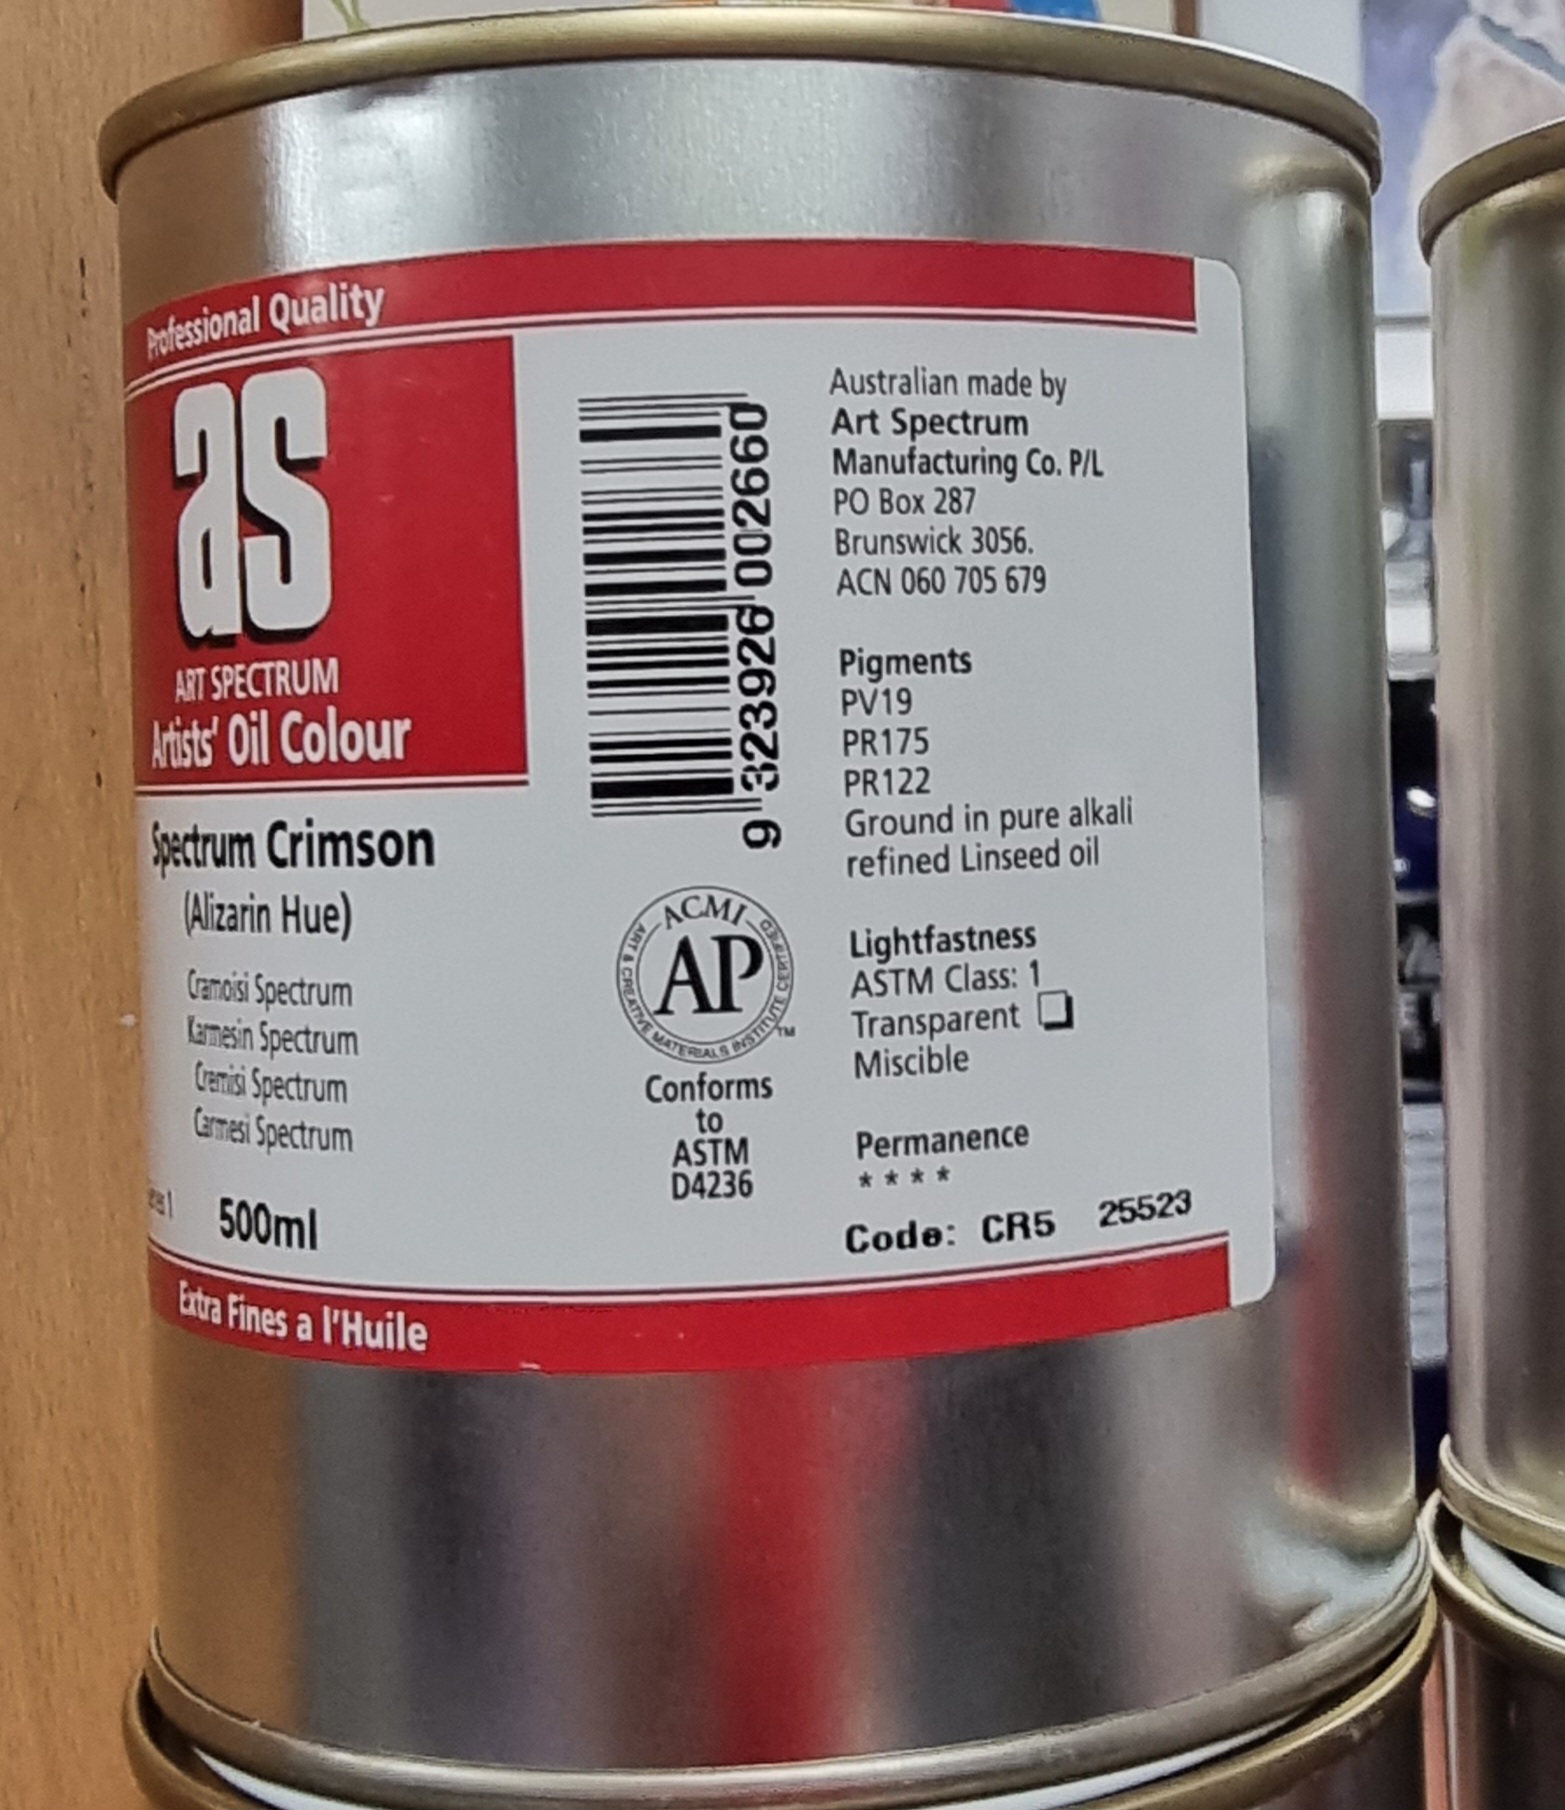 Professional Quality
as
ART SPECTRUM
Artists' Oil Colour
Spectrum Crimson
(Alizarin Hue)
Cramoisi Spectrum
Karmesin Spectrum
Cremisi Spectrum
Carmesi Spectrum
500ml
Extra Fines a l'Huile
9 323926 002660
ACMI
AP
ART & CREATIVE MATERIALS INSTITUTE CERTIFIED
TM
Conforms
to
ASTM
D4236
Australian made by
Art Spectrum
Manufacturing Co. P/L
PO Box 287
Brunswick 3056.
ACN 060 705 679
Pigments
PV19
PR175
PR122
Ground in pure alkali
refined Linseed oil
Lightfastness
ASTM Class: 1
Transparent
Miscible
Permanence
* * * *
Code: CR5 25523